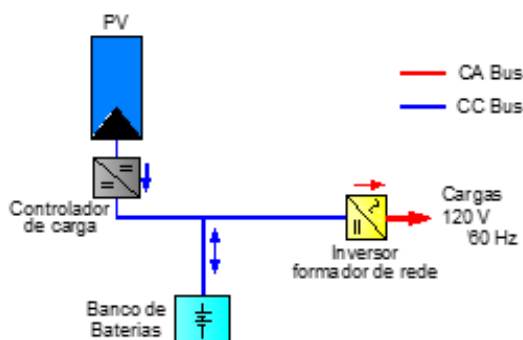 PV
CA Bus
CC Bus
Controlador
de carga
Cargas
120 V
'60 Hz
Inversor
formador de rede
Banco de
Baterias